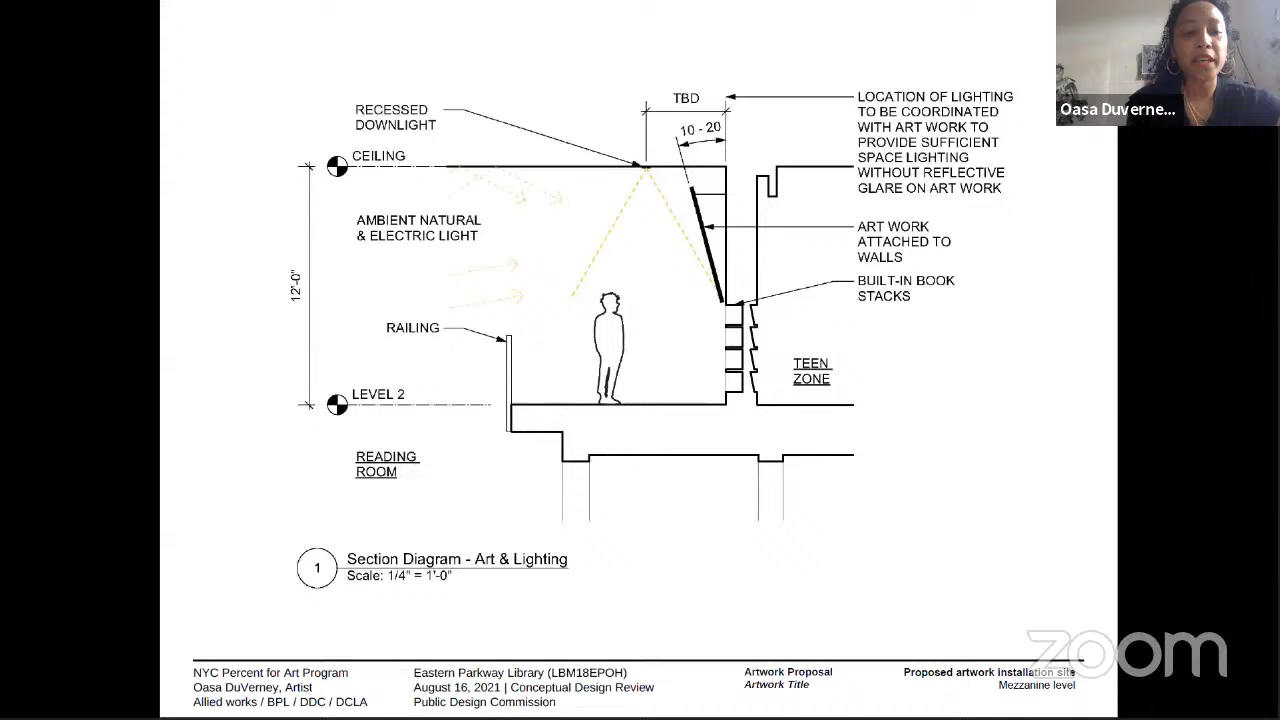 Oasa Duverne...
TBD
10 - 20
RECESSED
DOWNLIGHT
LOCATION OF LIGHTING
TO BE COORDINATED
WITH ART WORK TO
PROVIDE SUFFICIENT
SPACE LIGHTING
WITHOUT REFLECTIVE
GLARE ON ART WORK
CEILING
AMBIENT NATURAL
& ELECTRIC LIGHT
ART WORK
ATTACHED TO
WALLS
12'-0"
BUILT-IN BOOK
STACKS
RAILING
TEEN
ZONE
LEVEL 2
READING
ROOM
1
Section Diagram - Art & Lighting
Scale: 1/4" = 1'-0"
zoom
NYC Percent for Art Program
Oasa DuVerney, Artist
Allied works / BPL / DDC / DCLA
Eastern Parkway Library (LBM18EPOH)
August 16, 2021 | Conceptual Design Review
Public Design Commission
Artwork Proposal
Artwork Title
Proposed artwork installation site
Mezzanine level